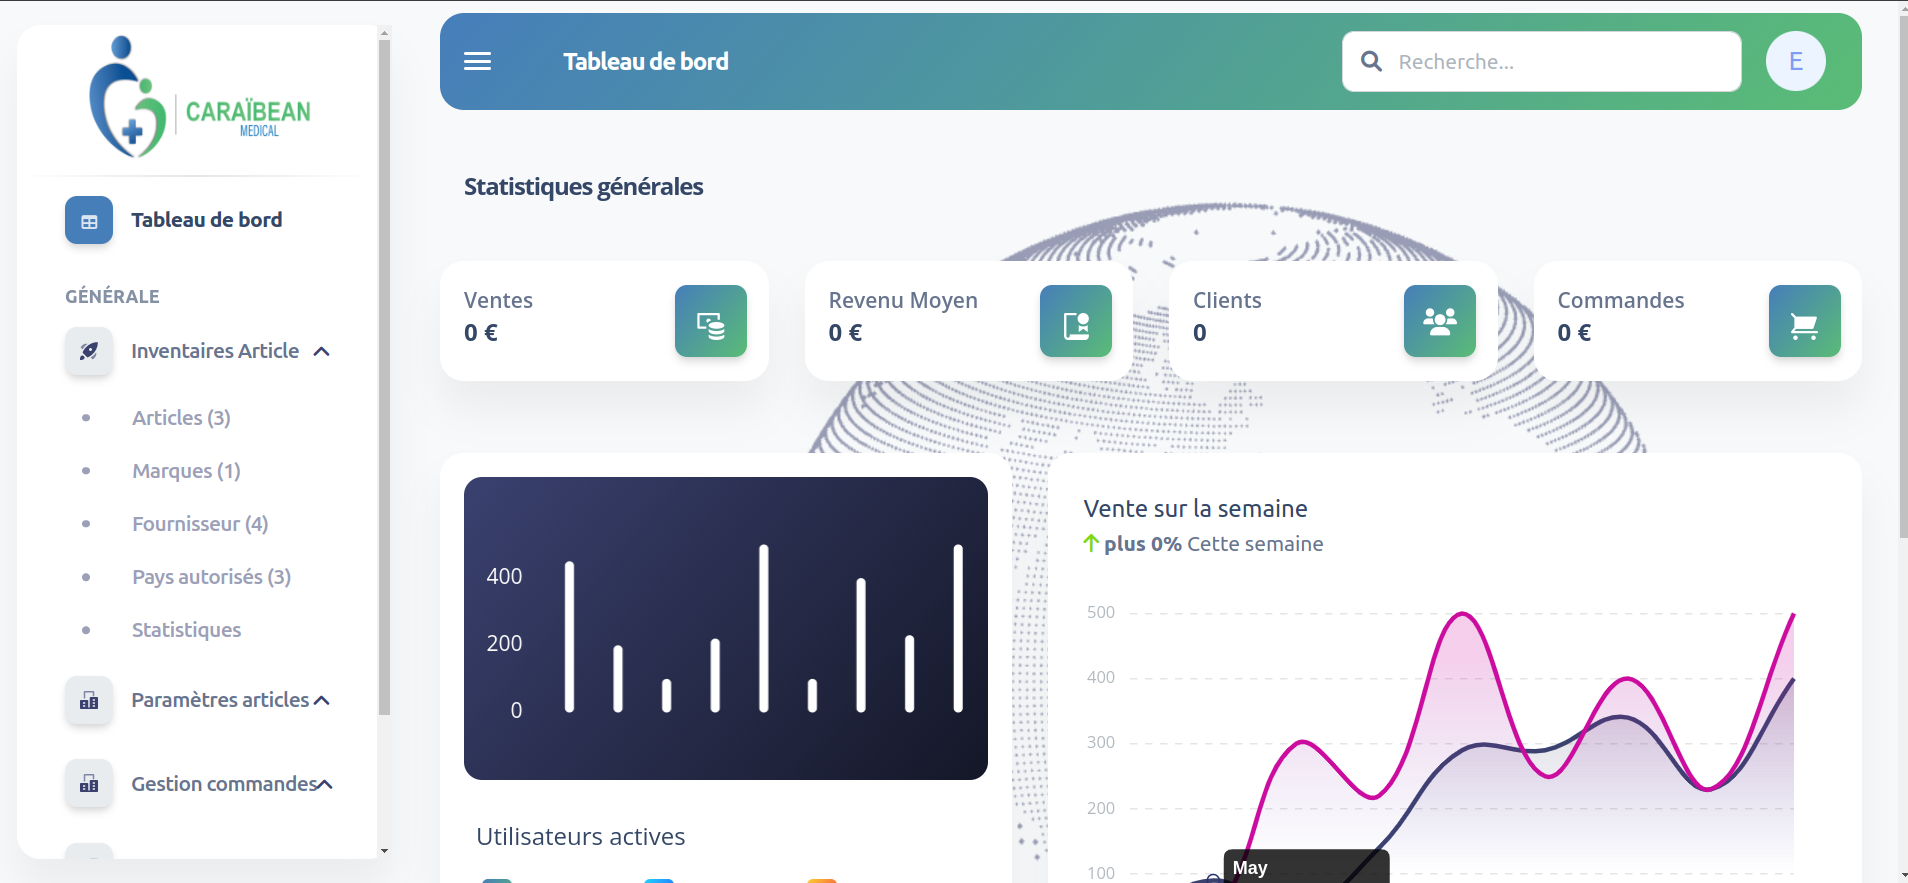 CARAÏBEAN
MEDICAL
Tableau de bord
GÉNÉRALE
Inventaires Article
Articles (3)
Marques (1)
Fournisseur (4)
Pays autorisés (3)
Statistiques
Paramètres articles
Gestion commandes
Tableau de bord
Recherche...
E
Statistiques générales
Ventes
0 €
Revenu Moyen
0 €
Clients
0
Commandes
0 €
400
200
0
Utilisateurs actives
Vente sur la semaine
plus 0% Cette semaine
500
400
300
200
100
May